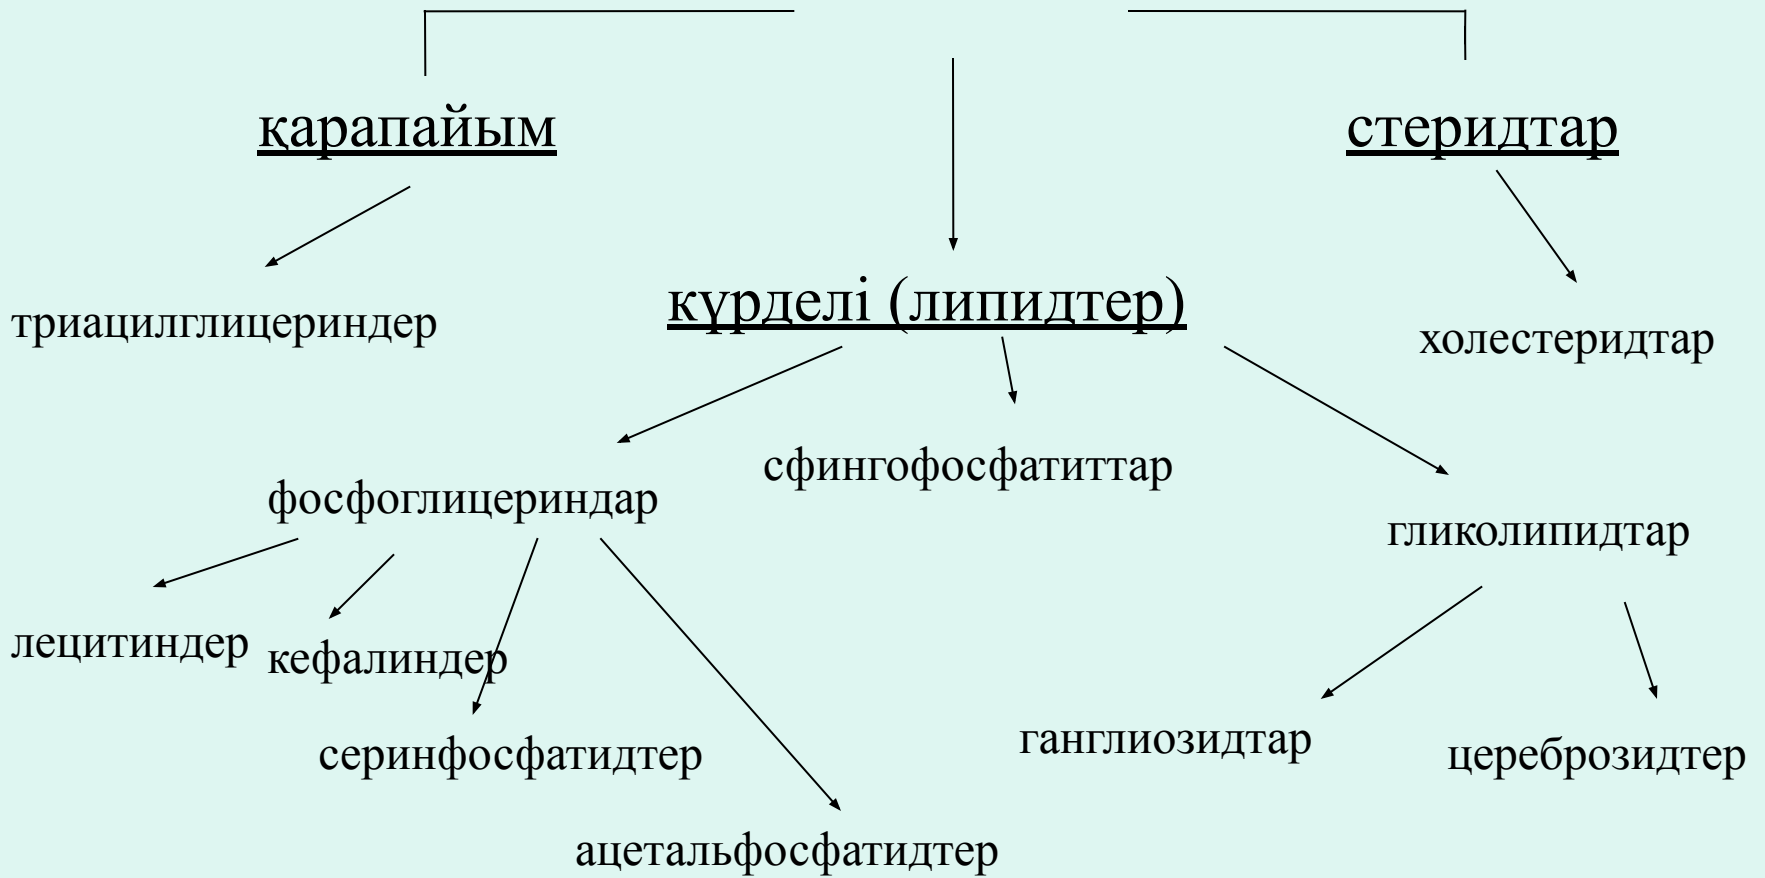 қарапайым
стеридтар
триацилглицериндер
күрделі (липидтер)
холестеридтар
фосфоглицериндар
сфингофосфатиттар
гликолипидтар
лецитиндер
кефалиндер
серинфосфатидтер
ацетальфосфатидтер
ганглиозидтар
цереброзидтер